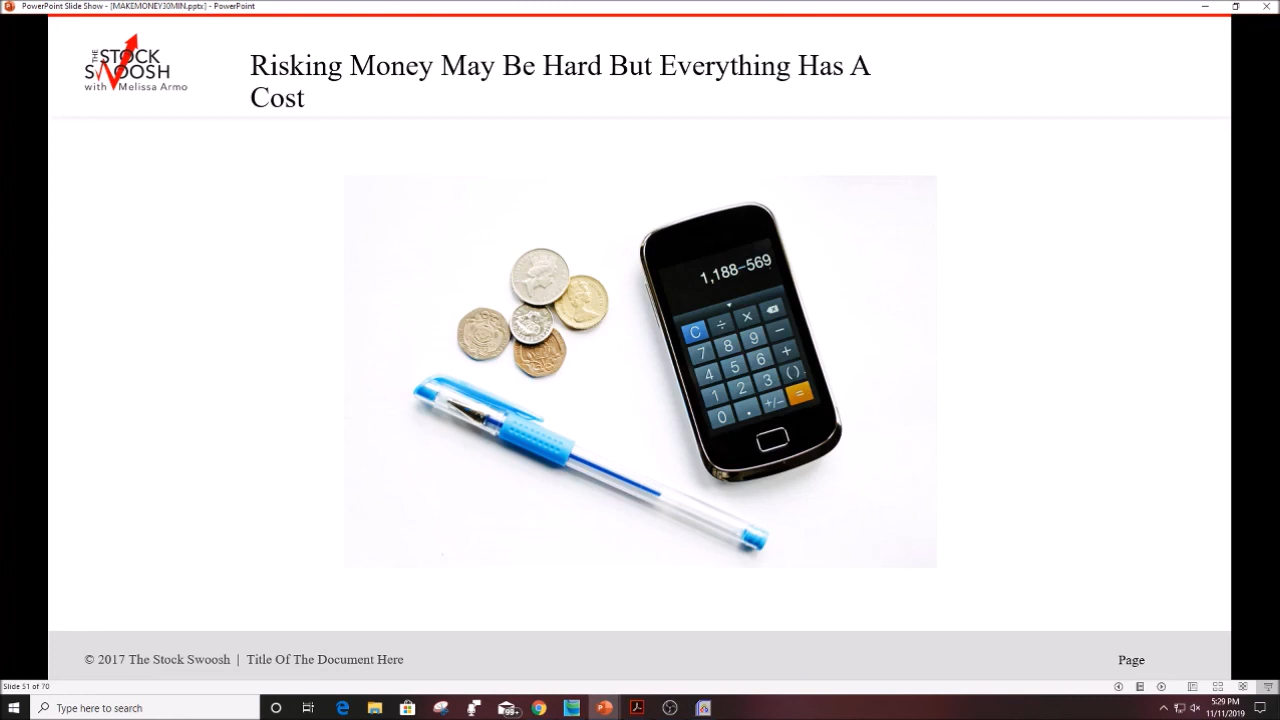 PowerPoint Slide Show - [MAKEMONEY30MIN.pptx] - PowerPoint
THE STOCK
SWOOSH
with Melissa Armo
Risking Money May Be Hard But Everything Has A
Cost
1,188-569
C ÷ × 
7 8 9 −
4 5 6 +
1 2 3 ()
0 . +/− =
© 2017 The Stock Swoosh | Title Of The Document Here
Page
Slide 51 of 70
Type here to search
99+
5:29 PM
11/11/2019